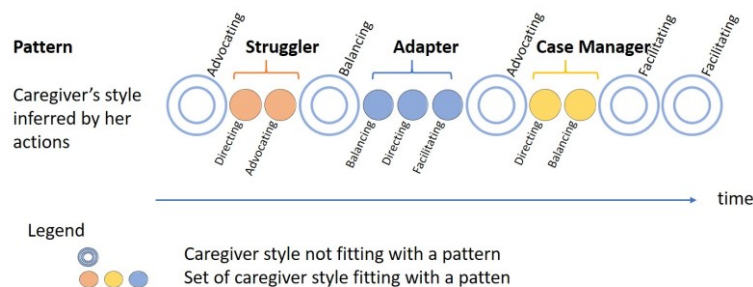 Pattern
Advocating
Struggler
Balancing
Adapter
Advocating
Case Manager
Facilitating
Facilitating
Caregiver's style
inferred by her
actions
Directing
Advocating
Balancing
Directing
Facilitating
Directing
Balancing
time
Legend
Caregiver style not fitting with a pattern
Set of caregiver style fitting with a patten